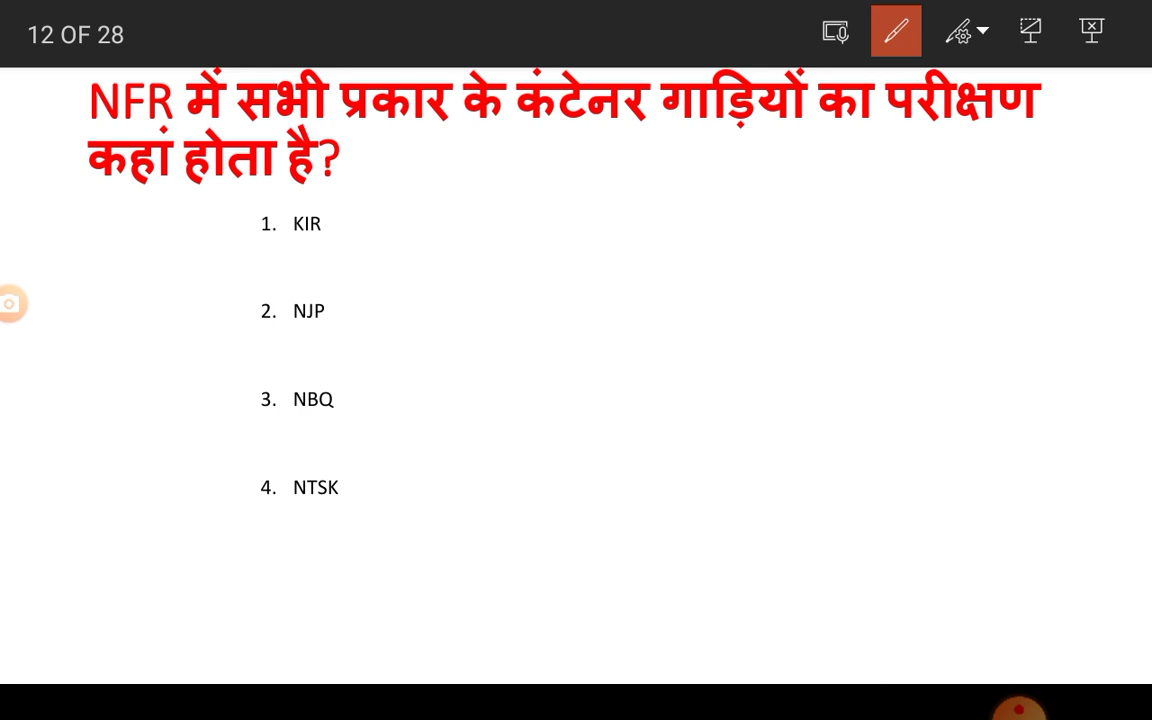 12 OF 28
NFR में सभी प्रकार के कंटेनर गाड़ियों का परीक्षण
कहां होता है?
1. KIR
2. NJP
3. NBQ
4. NTSK